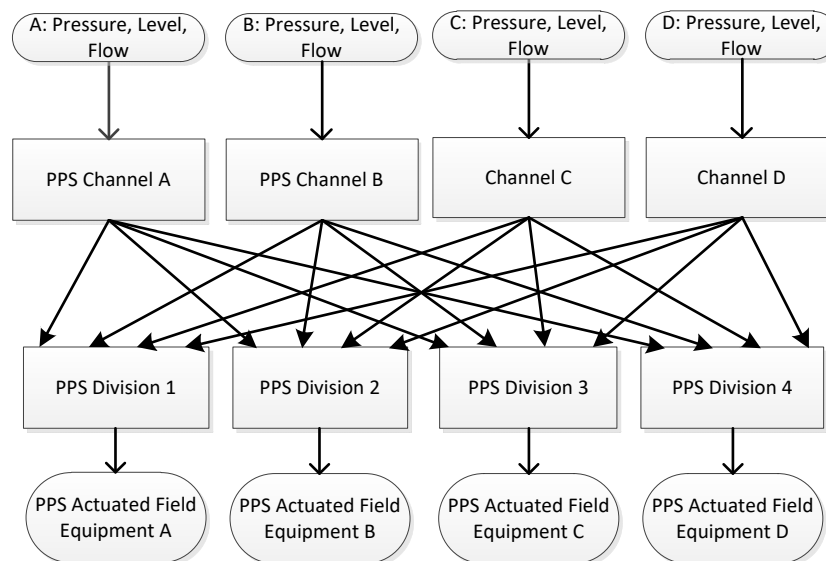 A: Pressure, Level,
Flow
B: Pressure, Level,
Flow
C: Pressure, Level,
Flow
D: Pressure, Level,
Flow
PPS Channel A
PPS Channel B
Channel C
Channel D
PPS Division 1
PPS Division 2
PPS Division 3
PPS Division 4
PPS Actuated Field
Equipment A
PPS Actuated Field
Equipment B
PPS Actuated Field
Equipment C
PPS Actuated Field
Equipment D